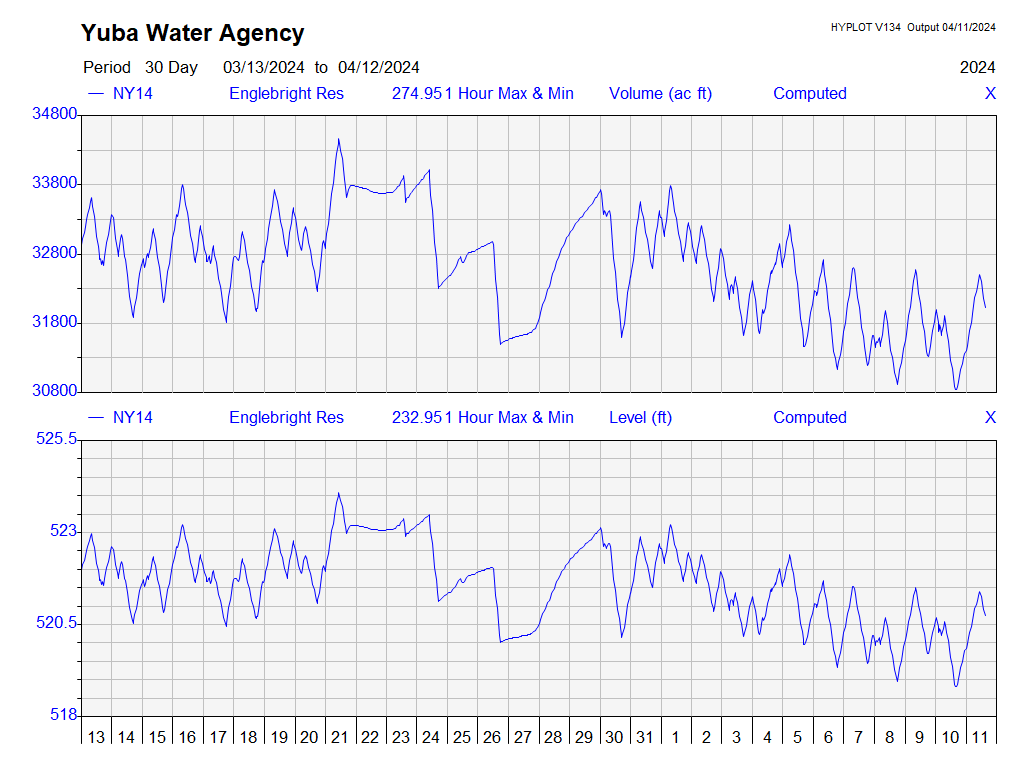 Yuba Water Agency
HYPLOT V134 Output 04/11/2024
Period 30 Day 03/13/2024 to 04/12/2024 2024
NY14 Englebright Res 274.951 Hour Max & Min Volume (ac ft) Computed X
34800
33800
32800
31800
30800
NY14 Englebright Res 232.951 Hour Max & Min Level (ft) Computed X
525.5
523
520.5
518
13 14 15 16 17 18 19 20 21 22 23 24 25 26 27 28 29 30 31 1 2 3 4 5 6 7 8 9 10 11